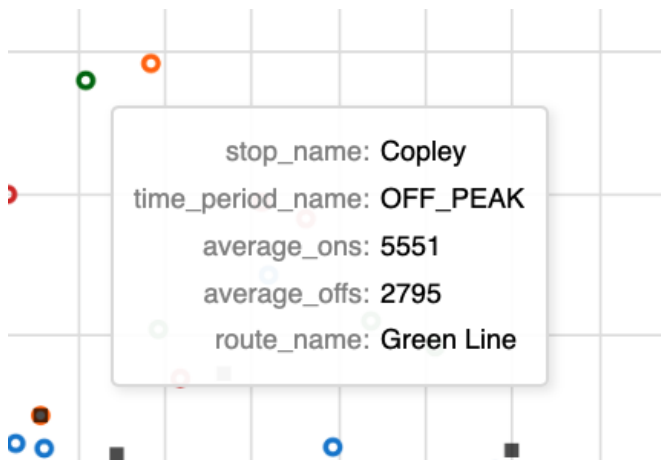 stop_name: Copley
time_period_name: OFF_PEAK
average_ons: 5551
average_offs: 2795
route_name: Green Line